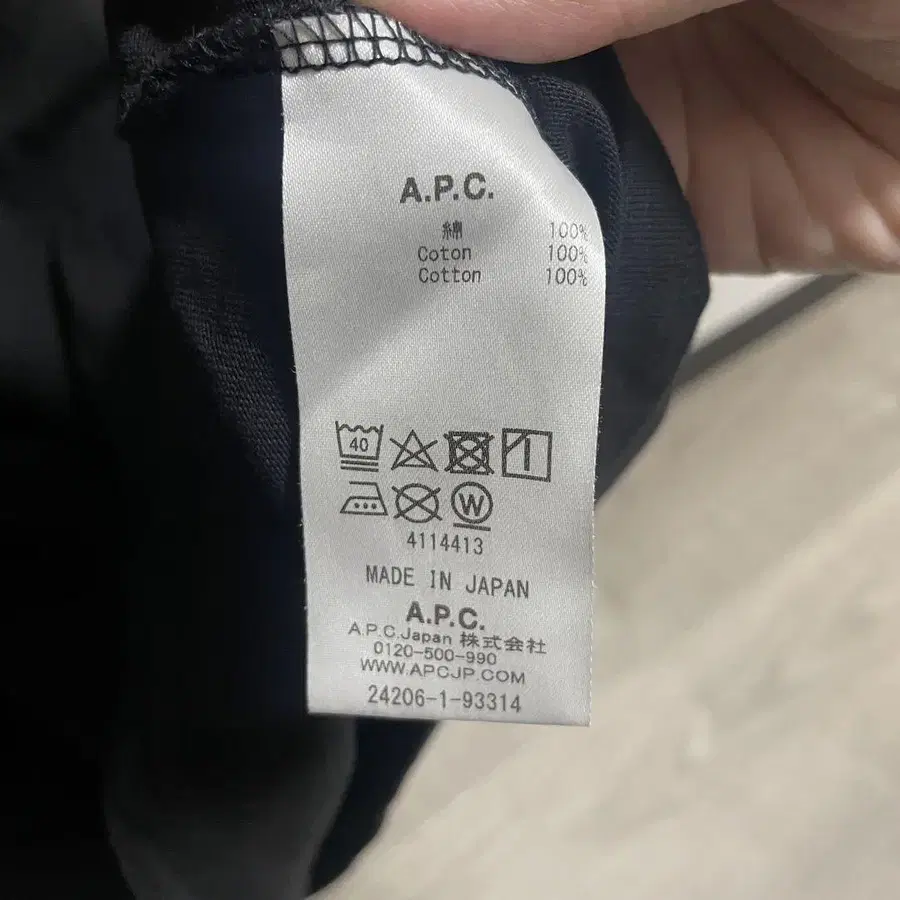 A.P.C.
綿 100%
Coton 100%
Cotton 100%
40
W
4114413
MADE IN JAPAN
A.P.C.
A.P.C.Japan 株式会社
0120-500-990
WWW.APCJP.COM
24206-1-93314